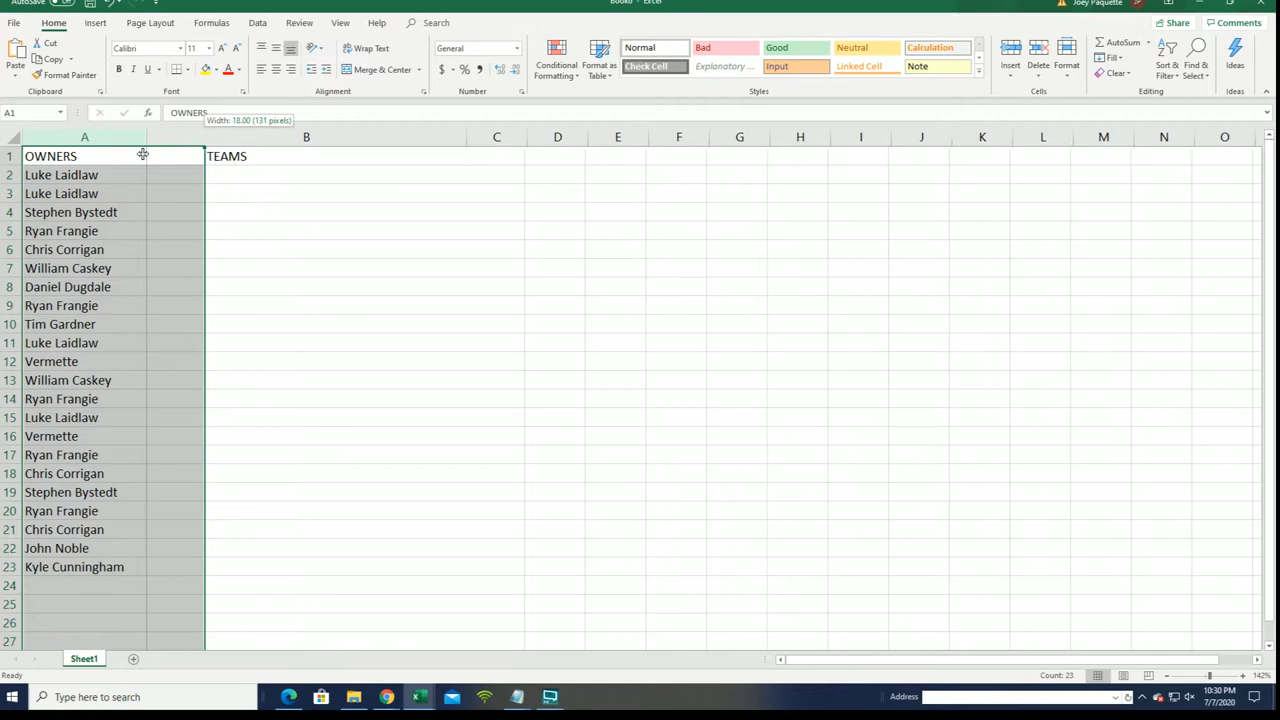 AutoSave Off Book6 - Excel Joey Paquette JP
File Home Insert Page Layout Formulas Data Review View Help Search Share Comments
Paste Cut Copy Format Painter Clipboard
Calibri 11 B I U A Font
Wrap Text Merge & Center Alignment
General $ % Number
Conditional Formatting Format as Table
Normal Bad Good Neutral Calculation
Check Cell Explanatory ... Input Linked Cell Note
Styles
Insert Delete Format Cells
AutoSum Fill Clear Sort & Filter Find & Select Editing
Ideas Ideas
A1 fx OWNERS
Width: 18.00 (131 pixels)
A B C D E F G H I J K L M N O
1 OWNERS TEAMS
2 Luke Laidlaw
3 Luke Laidlaw
4 Stephen Bystedt
5 Ryan Frangie
6 Chris Corrigan
7 William Caskey
8 Daniel Dugdale
9 Ryan Frangie
10 Tim Gardner
11 Luke Laidlaw
12 Vermette
13 William Caskey
14 Ryan Frangie
15 Luke Laidlaw
16 Vermette
17 Ryan Frangie
18 Chris Corrigan
19 Stephen Bystedt
20 Ryan Frangie
21 Chris Corrigan
22 John Noble
23 Kyle Cunningham
24
25
26
27
Sheet1
Ready Count: 23 142%
Type here to search Address 10:30 PM
7/7/2020